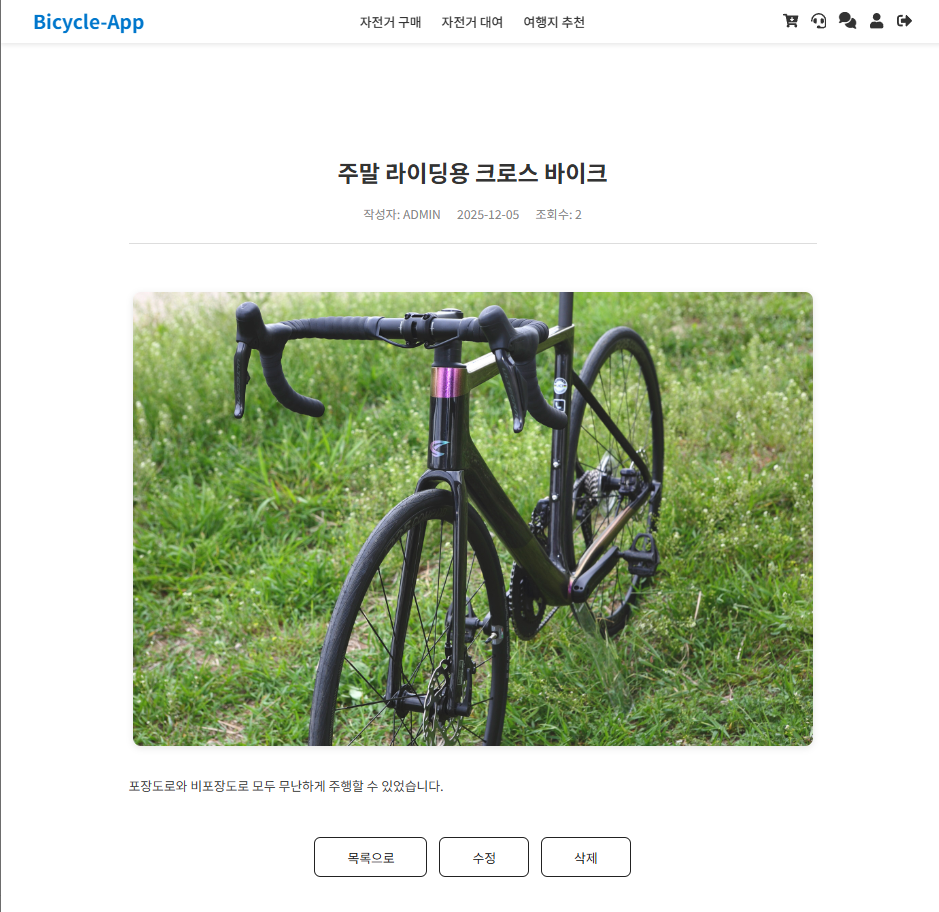 Bicycle-App
자전거 구매 자전거 대여 여행지 추천
주말 라이딩용 크로스 바이크
작성자: ADMIN 2025-12-05 조회수: 2
포장도로와 비포장도로 모두 무난하게 주행할 수 있었습니다.
목록으로 수정 삭제